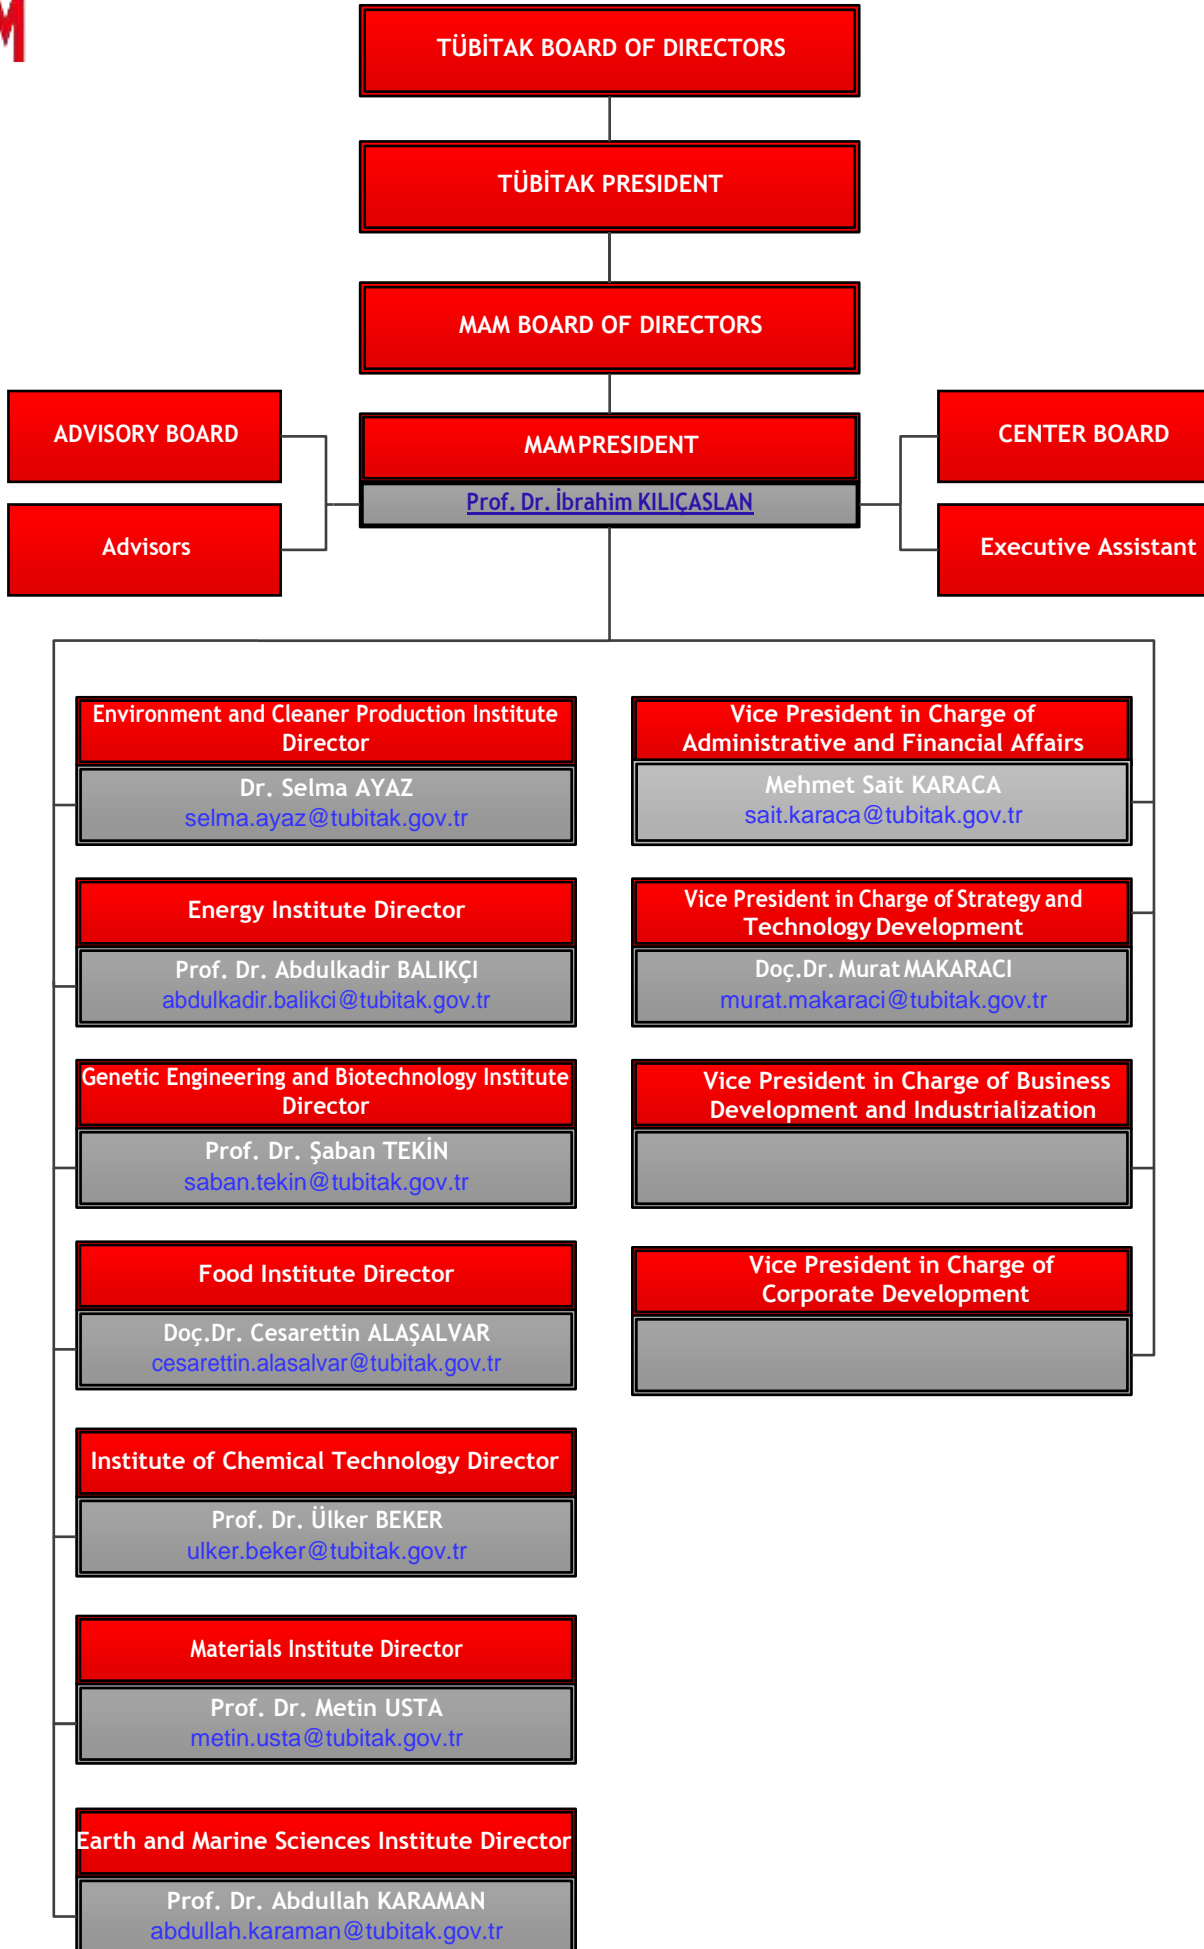 M
TÜBİTAK BOARD OF DIRECTORS
TÜBİTAK PRESIDENT
MAM BOARD OF DIRECTORS
ADVISORY BOARD
MAM PRESIDENT
CENTER BOARD
Prof. Dr. İbrahim KILIÇASLAN
Advisors
Executive Assistant
Environment and Cleaner Production Institute
Director
Dr. Selma AYAZ
selma.ayaz@tubitak.gov.tr
Energy Institute Director
Prof. Dr. Abdulkadir BALIKÇI
abdulkadir.balikci@tubitak.gov.tr
Genetic Engineering and Biotechnology Institute
Director
Prof. Dr. Şaban TEKİN
saban.tekin@tubitak.gov.tr
Food Institute Director
Doç.Dr. Cesarettin ALAŞALVAR
cesarettin.alasalvar@tubitak.gov.tr
Institute of Chemical Technology Director
Prof. Dr. Ülker BEKER
ulker.beker@tubitak.gov.tr
Materials Institute Director
Prof. Dr. Metin USTA
metin.usta@tubitak.gov.tr
Earth and Marine Sciences Institute Director
Prof. Dr. Abdullah KARAMAN
abdullah.karaman@tubitak.gov.tr
Vice President in Charge of
Administrative and Financial Affairs
Mehmet Sait KARACA
sait.karaca@tubitak.gov.tr
Vice President in Charge of Strategy and
Technology Development
Doç.Dr. Murat MAKARACI
murat.makaraci@tubitak.gov.tr
Vice President in Charge of Business
Development and Industrialization
Vice President in Charge of
Corporate Development